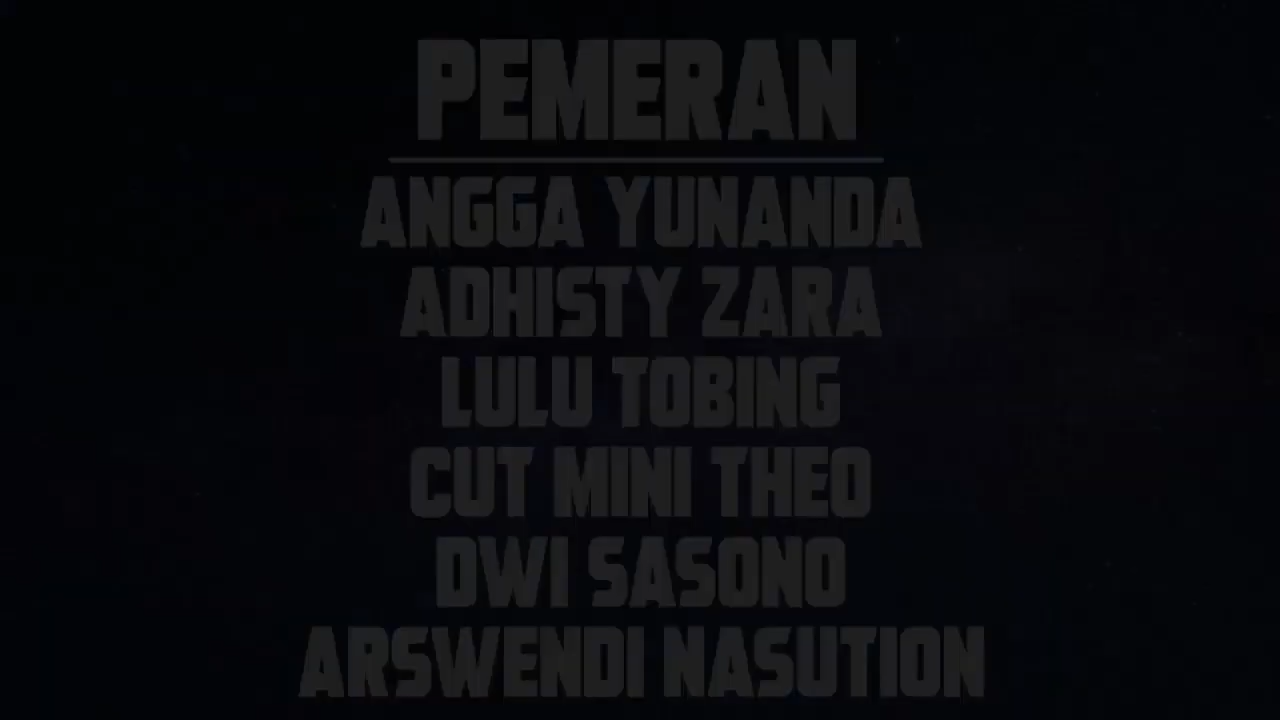 PEMERAN
ANGGA YUNANDA
ADHISTY ZARA
LULU TOBING
CUT MINI THEO
DWI SASONO
ARSWENDI NASUTION